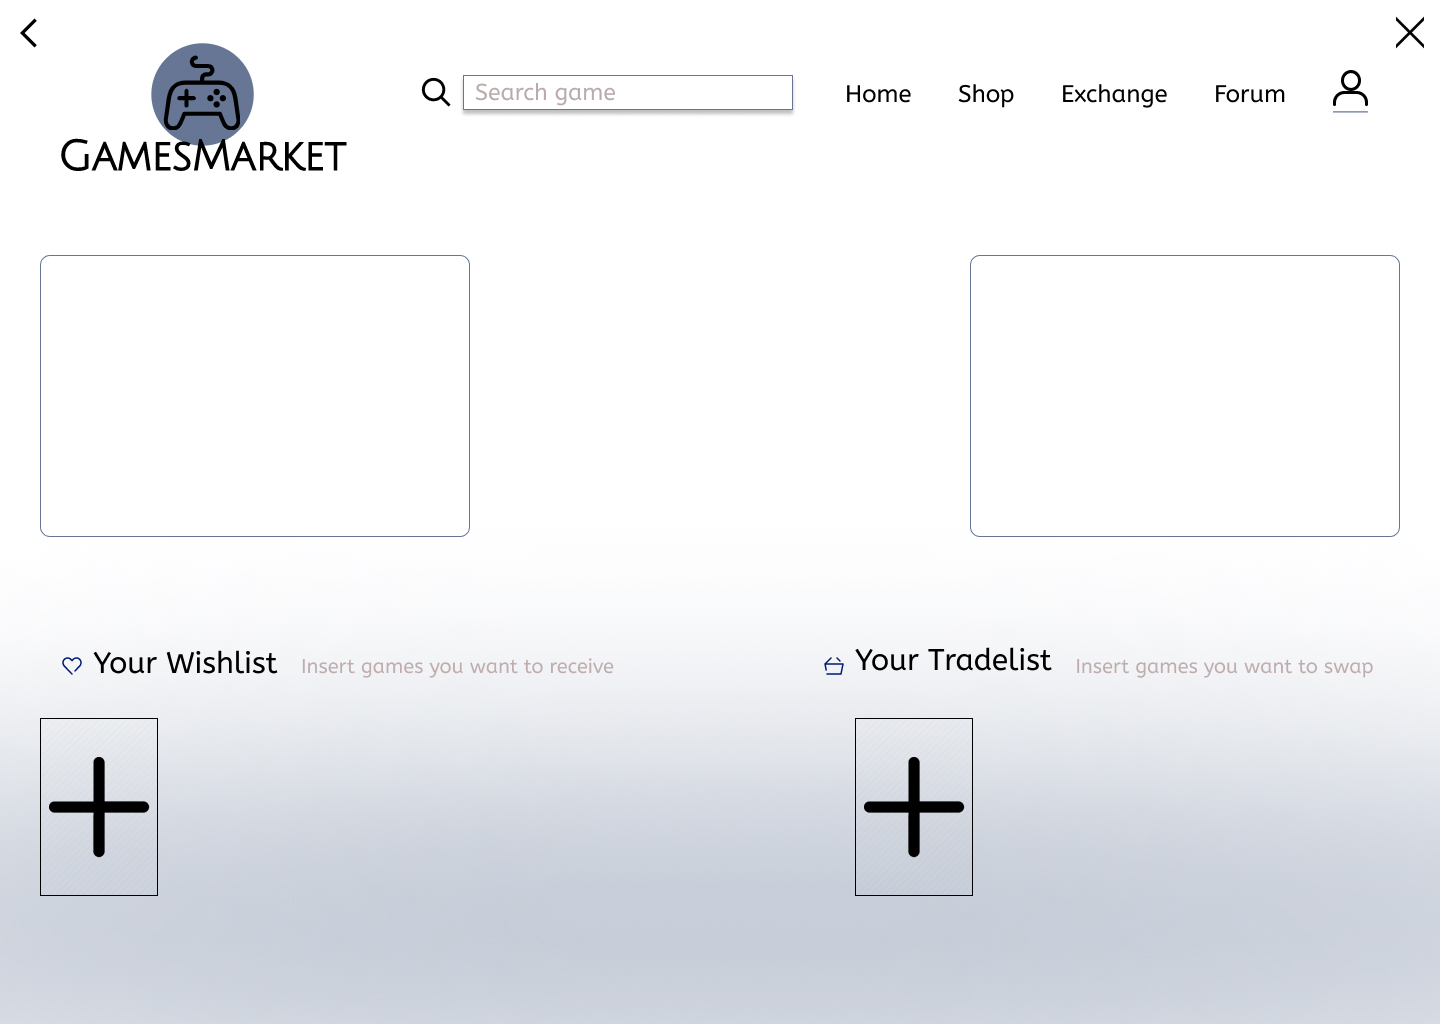 Search game
Home
Shop
Exchange
Forum
GamesMarket
Your Wishlist
Insert games you want to receive
Your Tradelist
Insert games you want to swap